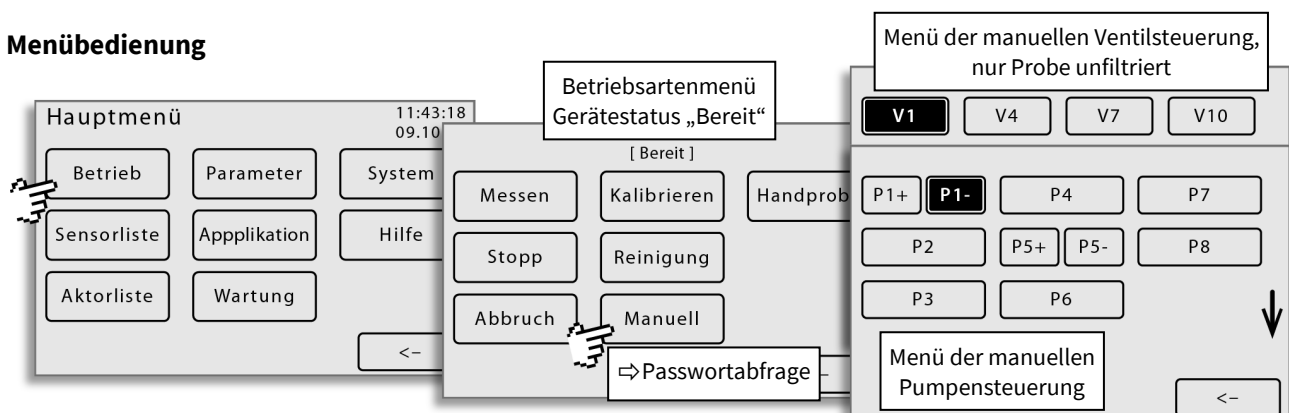 Menübedienung
Hauptmenü
11:43:18
09.10
Betrieb
Parameter
System
Sensorliste
Appplikation
Hilfe
Aktorliste
Wartung
<–
Betriebsartenmenü
Gerätestatus „Bereit“
[ Bereit ]
Messen
Kalibrieren
Handprob
Stopp
Reinigung
Abbruch
Manuell
⇨Passwortabfrage
Menü der manuellen Ventilsteuerung,
nur Probe unfiltriert
V1
V4
V7
V10
P1+
P1-
P4
P7
P2
P5+
P5-
P8
P3
P6
Menü der manuellen
Pumpensteuerung
<–